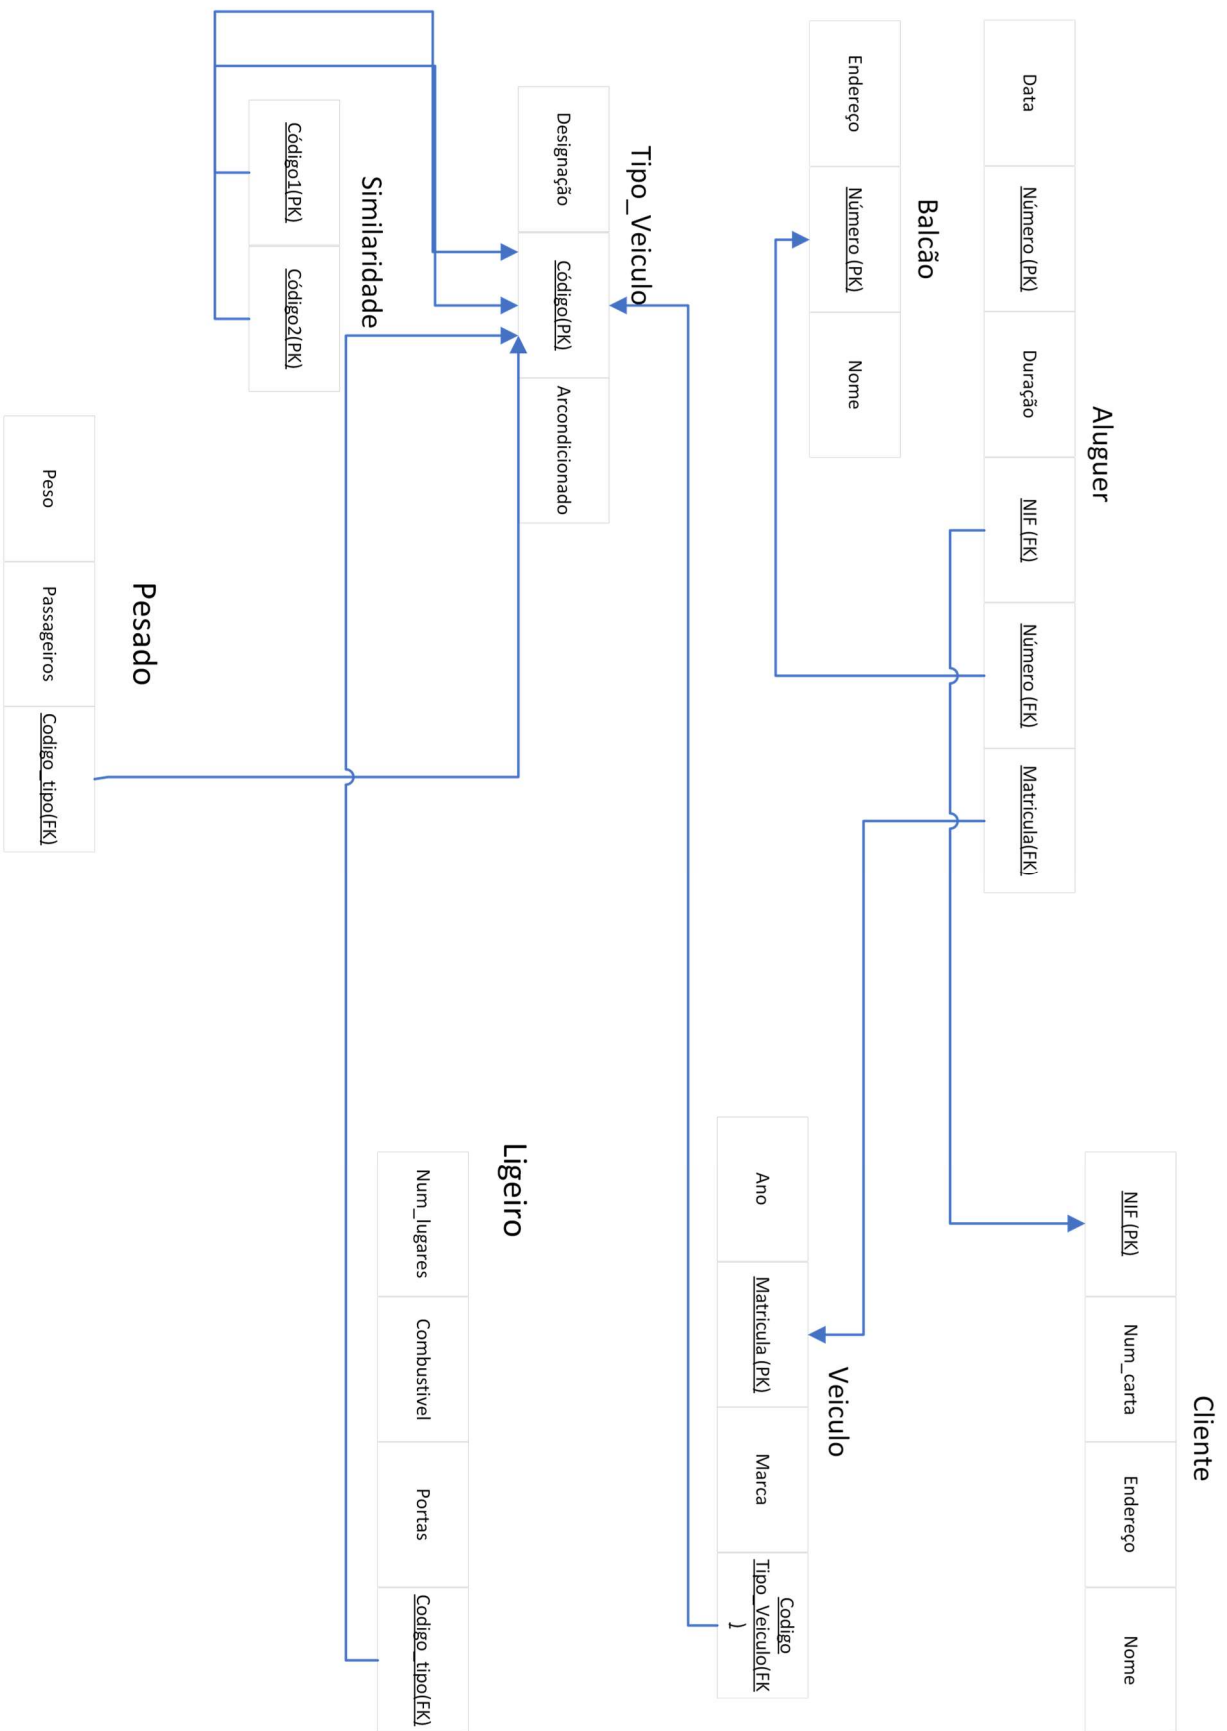 Cliente
NIF (PK)
Num_carta
Endereço
Nome
Aluguer
Data
Número (PK)
Duração
NIF (FK)
Número (FK)
Matricula(FK)
Balcão
Endereço
Número (PK)
Nome
Veiculo
Ano
Matricula (PK)
Marca
Codigo
Tipo_Veiculo(FK
)
Tipo_Veiculo
Designação
Código(PK)
Arcondicionado
Ligeiro
Num_lugares
Combustivel
Portas
Codigo_tipo(FK)
Similaridade
Código1(PK)
Código2(PK)
Pesado
Peso
Passageiros
Codigo_tipo(FK)